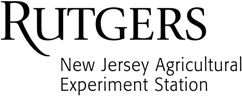 RUTGERS
New Jersey Agricultural
Experiment Station